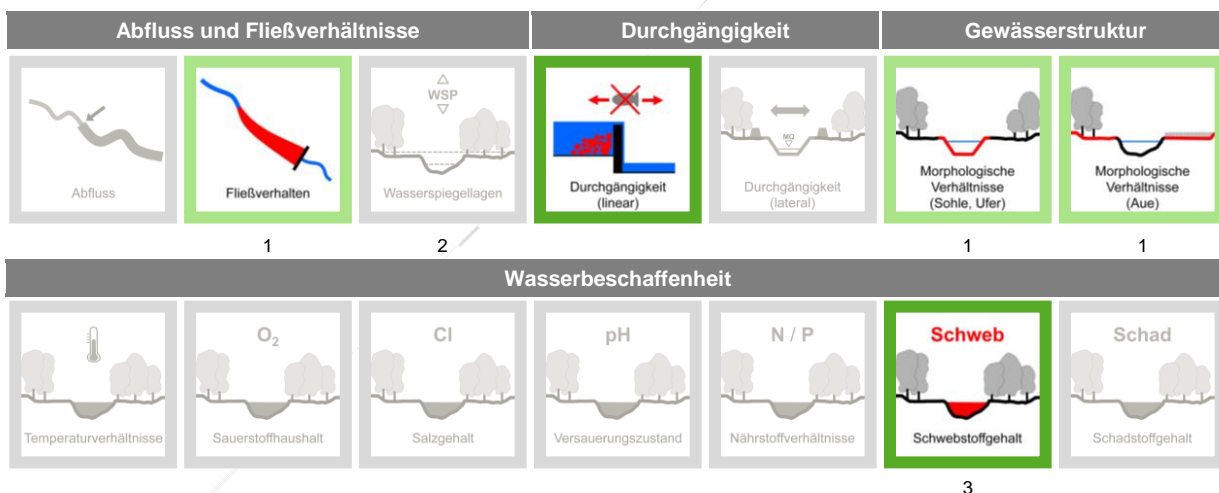 Abfluss und Fließverhältnisse Durchgängigkeit Gewässerstruktur
WSP
MQ
Abfluss
Fließverhalten
Wasserspiegellagen
Durchgängigkeit
(linear)
Durchgängigkeit
(lateral)
Morphologische
Verhältnisse
(Sohle, Ufer)
Morphologische
Verhältnisse
(Aue)
1 2 1 1
Wasserbeschaffenheit
O₂ Cl pH N / P Schweb Schad
Temperaturverhältnisse Sauerstoffhaushalt Salzgehalt Versauerungszustand Nährstoffverhältnisse Schwebstoffgehalt Schadstoffgehalt
3